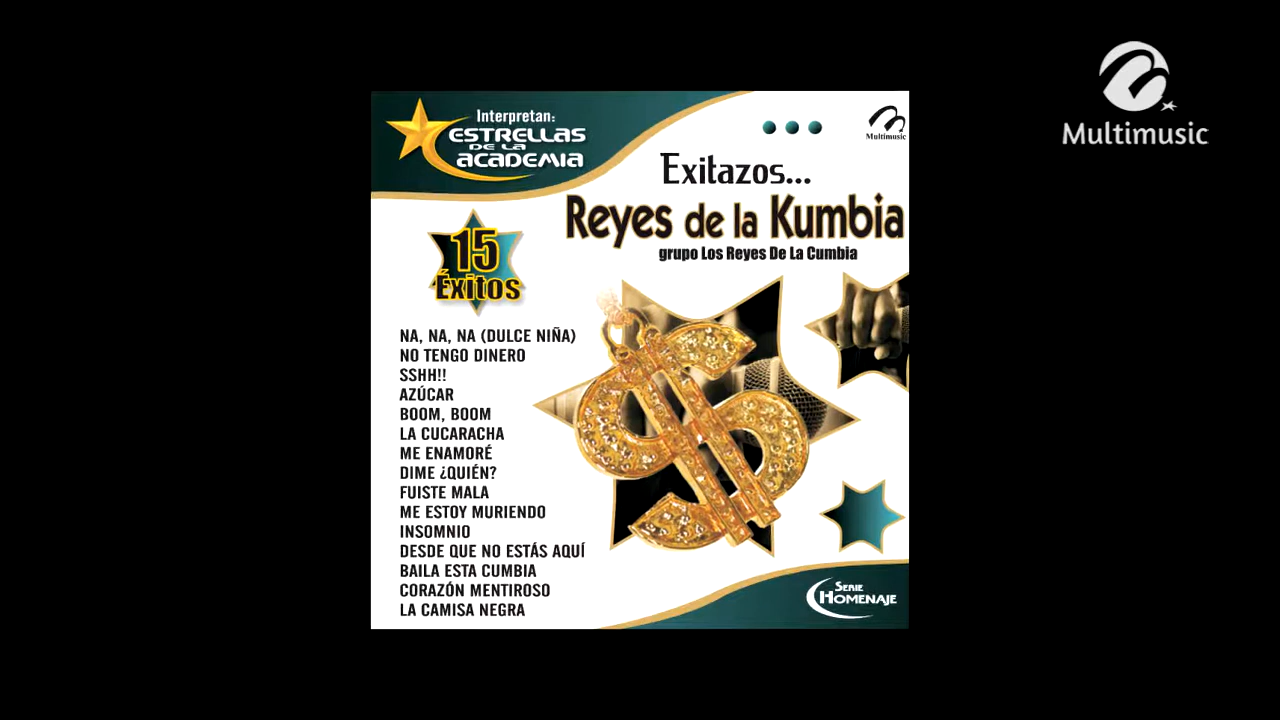 Multimusic
Interpretan:
ESTRELLAS
DE LA
ACADEMIA
Multimusic
Exitazos...
Reyes de la Kumbia
grupo Los Reyes De La Cumbia
15
Éxitos
NA, NA, NA (DULCE NIÑA)
NO TENGO DINERO
SSHH!!
AZÚCAR
BOOM, BOOM
LA CUCARACHA
ME ENAMORÉ
DIME ¿QUIÉN?
FUISTE MALA
ME ESTOY MURIENDO
INSOMNIO
DESDE QUE NO ESTÁS AQUÍ
BAILA ESTA CUMBIA
CORAZÓN MENTIROSO
LA CAMISA NEGRA
SERIE
HOMENAJE